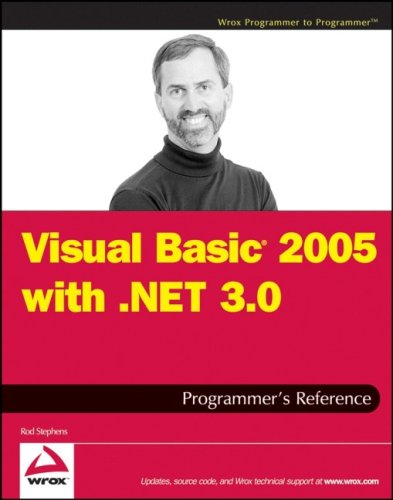 Wrox Programmer to Programmer™
Visual Basic® 2005
with .NET 3.0
Programmer's Reference
Rod Stephens
wrox™
Updates, source code, and Wrox technical support at www.wrox.com